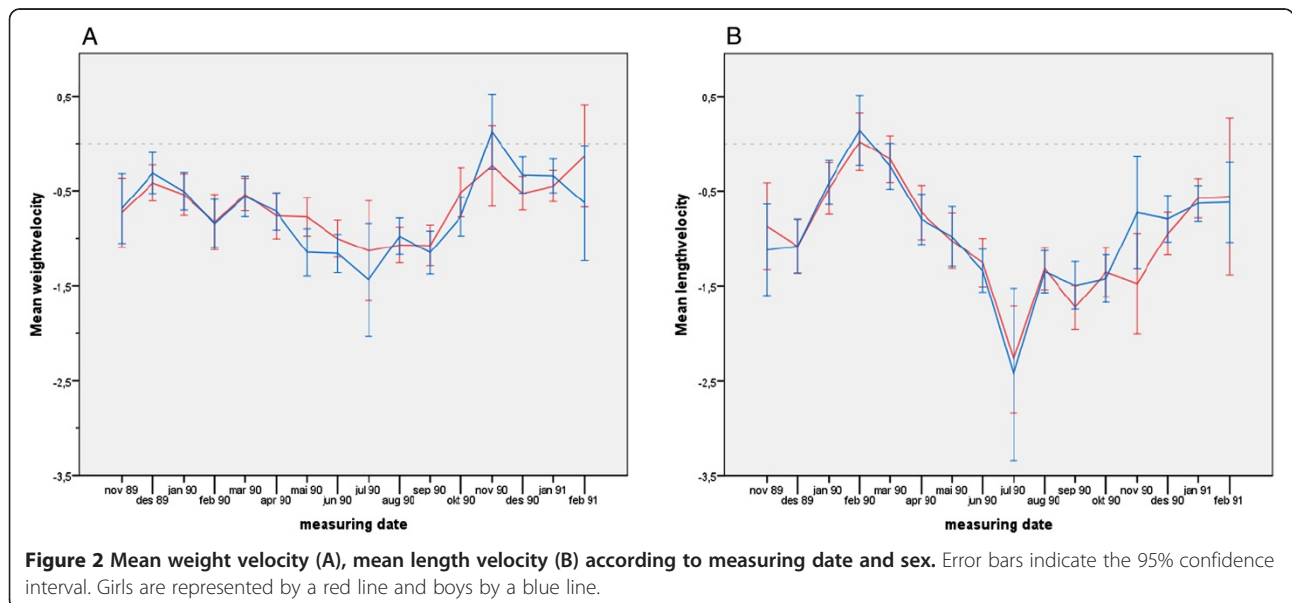 A
0,5
-0,5
-1,5
-2,5
-3,5
Mean weightvelocity
nov 89 jan 90 mar 90 mai 90 jul 90 sep 90 nov 90 jan 91
des 89 feb 90 apr 90 jun 90 aug 90 okt 90 des 90 feb 91
measuring date
B
0,5
-0,5
-1,5
-2,5
-3,5
Mean lengthvelocity
nov 89 jan 90 mar 90 mai 90 jul 90 sep 90 nov 90 jan 91
des 89 feb 90 apr 90 jun 90 aug 90 okt 90 des 90 feb 91
measuring date
Figure 2 Mean weight velocity (A), mean length velocity (B) according to measuring date and sex. Error bars indicate the 95% confidence
interval. Girls are represented by a red line and boys by a blue line.